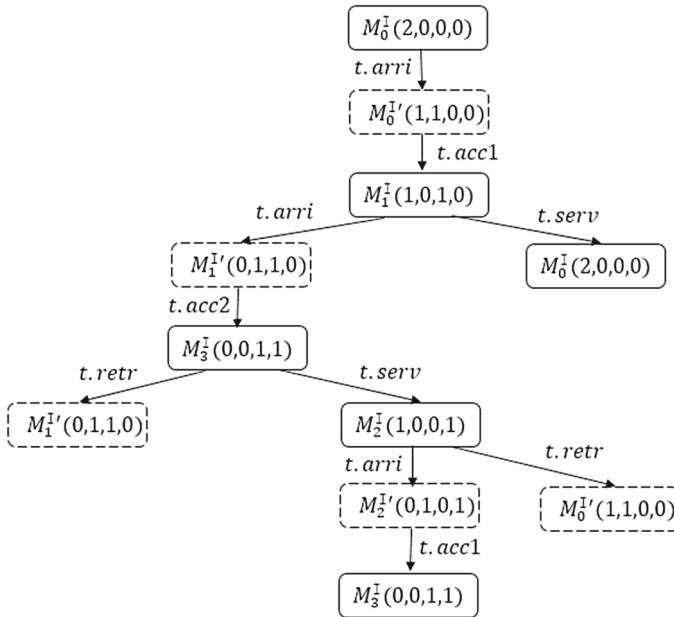 M_0^I(2,0,0,0)
t.arri
M_0^I'(1,1,0,0)
t.acc1
M_1^I(1,0,1,0)
t.arri
t.serv
M_1^I'(0,1,1,0)
M_0^I(2,0,0,0)
t.acc2
M_3^I(0,0,1,1)
t.retr
t.serv
M_1^I'(0,1,1,0)
M_2^I(1,0,0,1)
t.arri
t.retr
M_2^I'(0,1,0,1)
M_0^I'(1,1,0,0)
t.acc1
M_3^I(0,0,1,1)